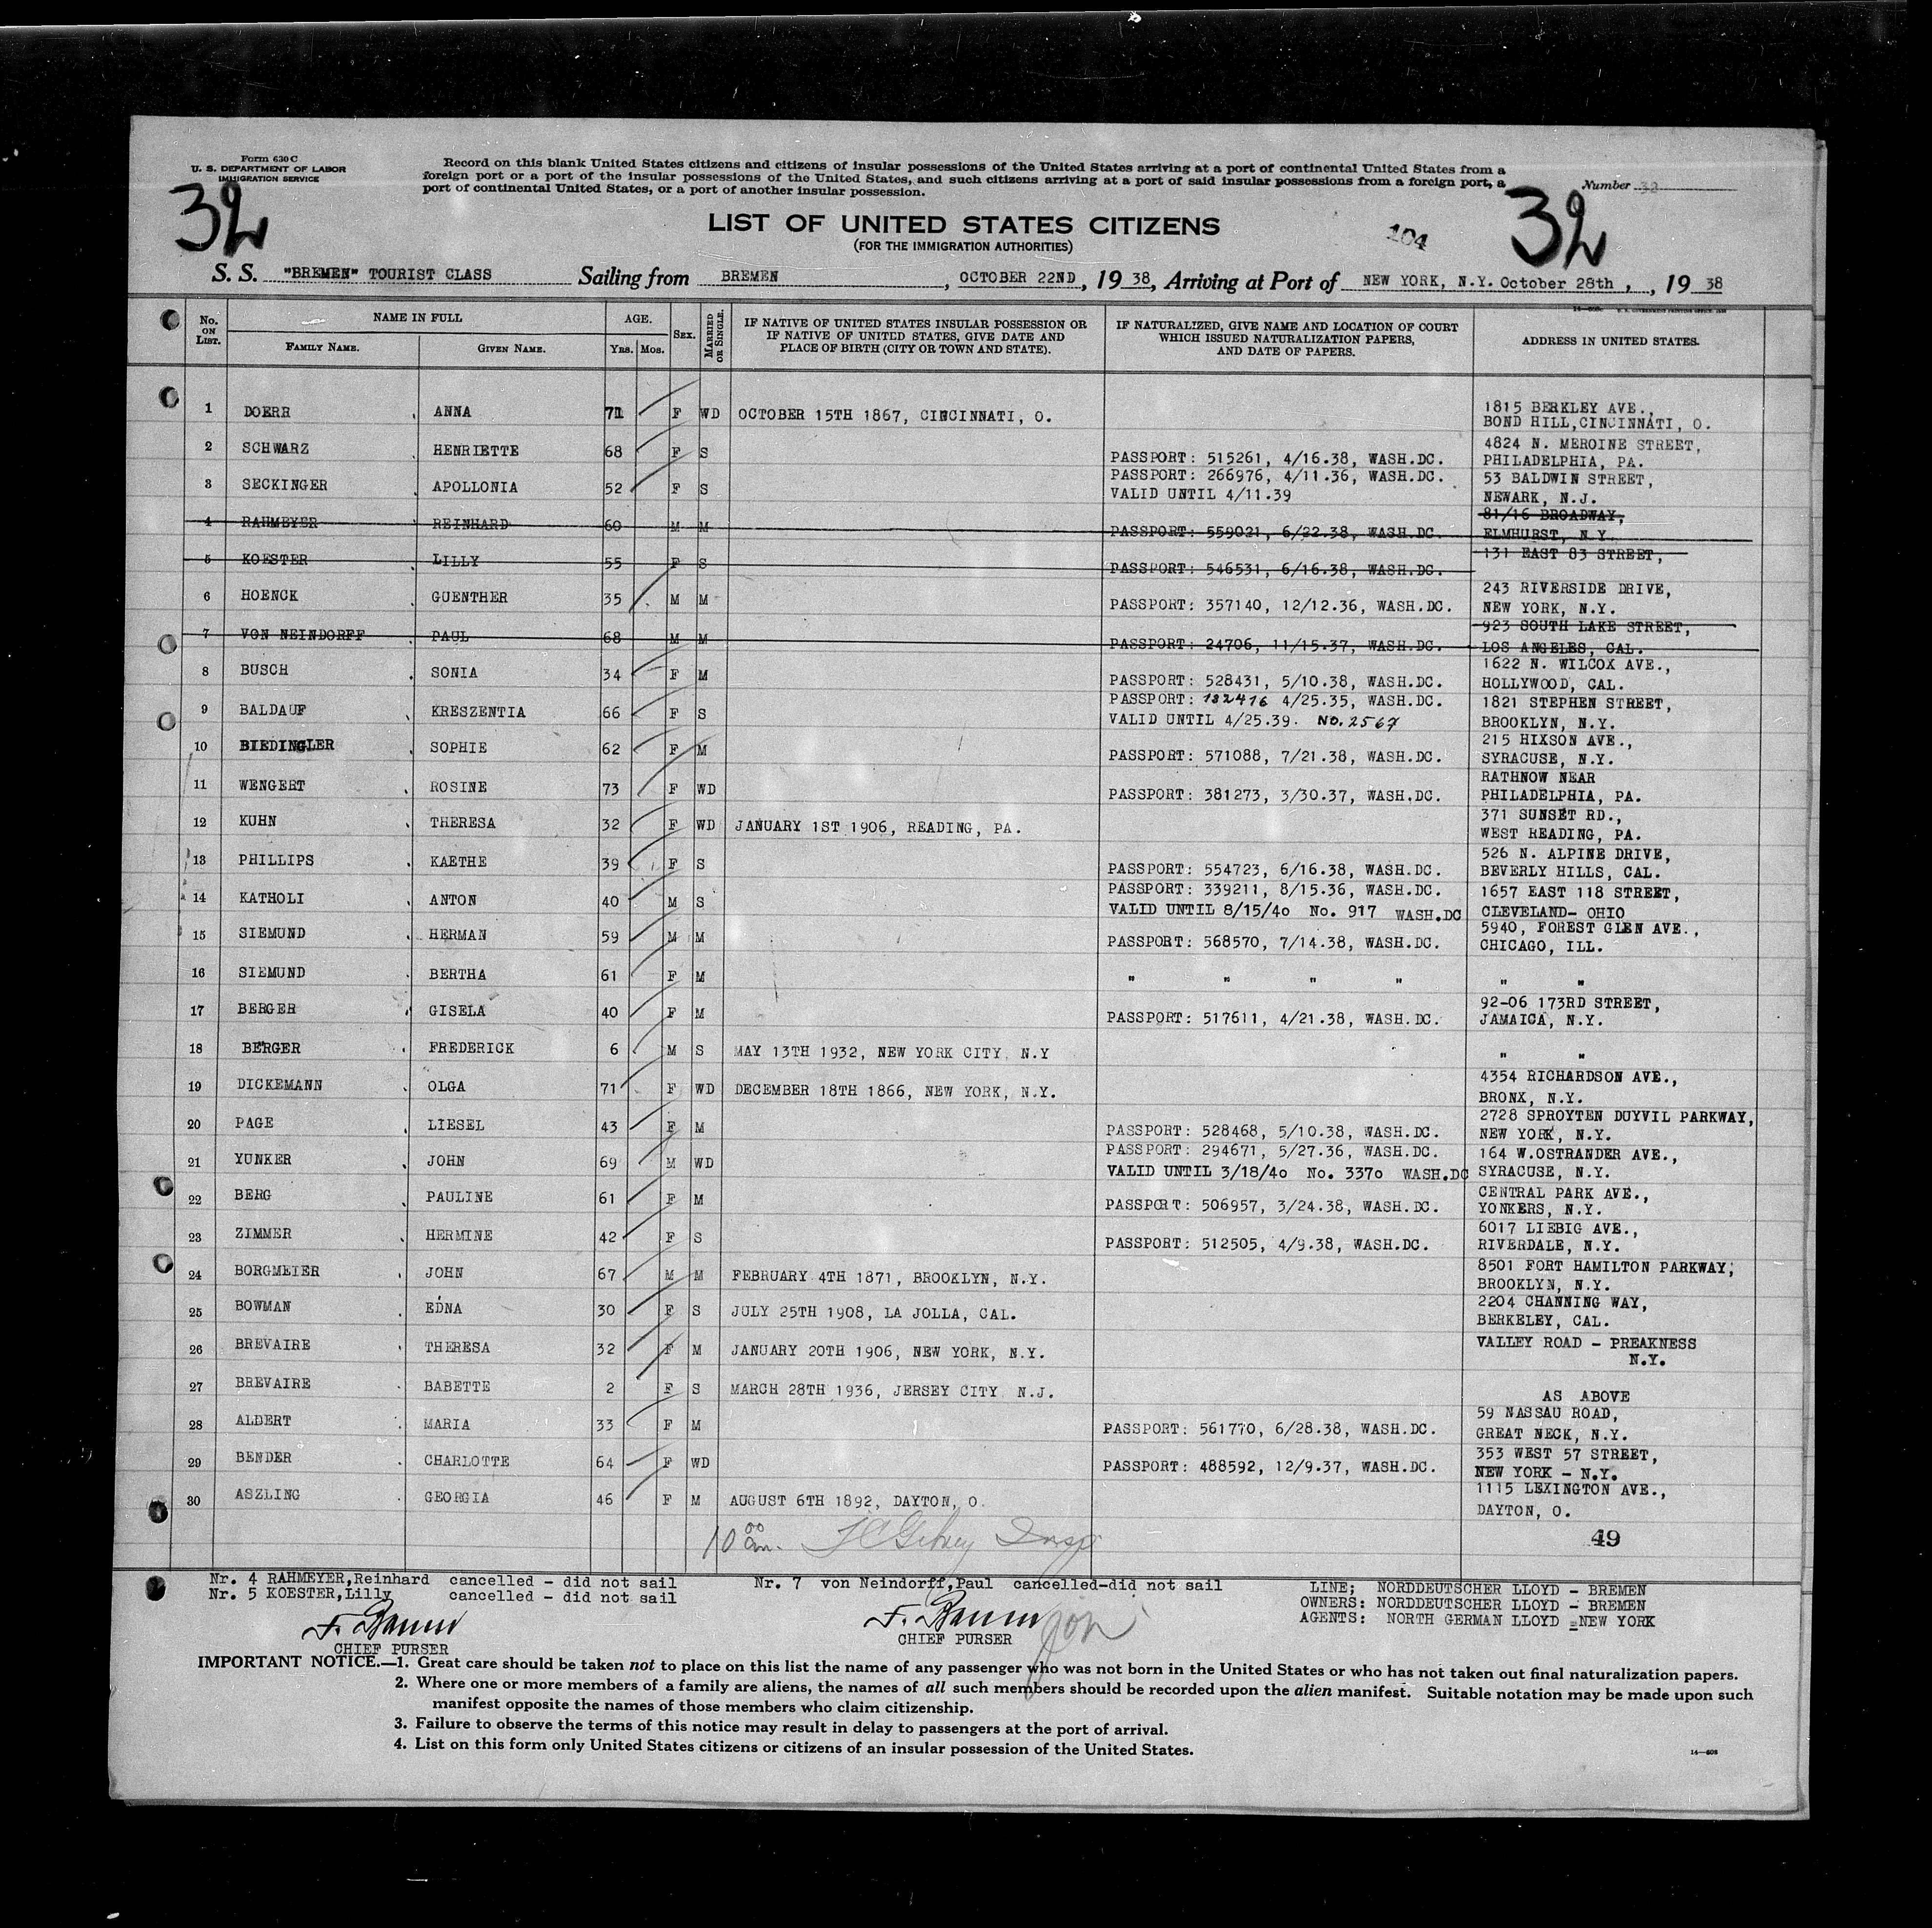 Form 630 C
U. S. DEPARTMENT OF LABOR
IMMIGRATION SERVICE
Record on this blank United States citizens and citizens of insular possessions of the United States arriving at a port of continental United States from a
foreign port or a port of the insular possessions of the United States, and such citizens arriving at a port of said insular possessions from a foreign port, a
port of continental United States, or a port of another insular possession.
Number 32
32
32
LIST OF UNITED STATES CITIZENS
(FOR THE IMMIGRATION AUTHORITIES)
104
S. S. "BREMEN" TOURIST CLASS Sailing from BREMEN, OCTOBER 22ND, 19 38, Arriving at Port of NEW YORK, N.Y. October 28th, , 19 38
No. ON LIST. NAME IN FULL FAMILY NAME. GIVEN NAME. AGE. Yrs. Mos. SEX. MARRIED OR SINGLE. IF NATIVE OF UNITED STATES INSULAR POSSESSION OR IF NATIVE OF UNITED STATES, GIVE DATE AND PLACE OF BIRTH (CITY OR TOWN AND STATE). IF NATURALIZED, GIVE NAME AND LOCATION OF COURT WHICH ISSUED NATURALIZATION PAPERS, AND DATE OF PAPERS. ADDRESS IN UNITED STATES.
1 DOERR ANNA 71 F WD OCTOBER 15TH 1867, CINCINNATI, O. 1815 BERKLEY AVE.,
BOND HILL, CINCINNATI, O.
2 SCHWARZ HENRIETTE 68 F S PASSPORT: 515261, 4/16.38, WASH.DC. 4824 N. MEROINE STREET,
PHILADELPHIA, PA.
3 SECKINGER APOLLONIA 52 F S PASSPORT: 266976, 4/11.36, WASH.DC. 53 BALDWIN STREET,
VALID UNTIL 4/11.39 NEWARK, N.J.
4 RAHMEYER REINHARD 60 M M PASSPORT: 559021, 6/22.38, WASH.DC. 81/16 BROADWAY,
ELMHURST, N.Y.
5 KOESTER LILLY 55 F S PASSPORT: 546531, 6/16.38, WASH.DC. 131 EAST 83 STREET,
6 HOENCK GUENTHER 35 M M PASSPORT: 357140, 12/12.36, WASH.DC. 243 RIVERSIDE DRIVE,
NEW YORK, N.Y.
7 VON NEINDORFF PAUL 68 M M PASSPORT: 24706, 11/15.37, WASH.DC. 923 SOUTH LAKE STREET,
LOS ANGELES, CAL.
8 BUSCH SONIA 34 F M PASSPORT: 528431, 5/10.38, WASH.DC. 1622 N. WILCOX AVE.,
HOLLYWOOD, CAL.
9 BALDAUF KRESZENTIA 66 F S PASSPORT: 132416 4/25.35, WASH.DC. 1821 STEPHEN STREET,
VALID UNTIL 4/25.39. NO. 2567 BROOKLYN, N.Y.
10 BIEDINGLER SOPHIE 62 F M PASSPORT: 571088, 7/21.38, WASH.DC. 215 HIXSON AVE.,
SYRACUSE, N.Y.
11 WENGERT ROSINE 73 F WD PASSPORT: 381273, 3/30.37, WASH.DC. RATHNOW NEAR
PHILADELPHIA, PA.
12 KUHN THERESA 32 F WD JANUARY 1ST 1906, READING, PA. 371 SUNSET RD.,
WEST READING, PA.
13 PHILLIPS KAETHE 39 F S PASSPORT: 554723, 6/16.38, WASH.DC. 526 N. ALPINE DRIVE,
BEVERLY HILLS, CAL.
14 KATHOLI ANTON 40 M S PASSPORT: 339211, 8/15.36, WASH.DC. 1657 EAST 118 STREET,
VALID UNTIL 8/15/40 No. 917 WASH.DC CLEVELAND- OHIO
15 SIEMUND HERMAN 59 M M PASSPORT: 568570, 7/14.38, WASH.DC. 5940, FOREST GLEN AVE.,
CHICAGO, ILL.
16 SIEMUND BERTHA 61 F M " " " " " "
17 BERGER GISELA 40 F M PASSPORT: 517611, 4/21.38, WASH.DC. 92-06 173RD STREET,
JAMAICA, N.Y.
18 BERGER FREDERICK 6 M S MAY 13TH 1932, NEW YORK CITY, N.Y " "
19 DICKEMANN OLGA 71 F WD DECEMBER 18TH 1866, NEW YORK, N.Y. 4354 RICHARDSON AVE.,
BRONX, N.Y.
20 PAGE LIESEL 43 F M PASSPORT: 528468, 5/10.38, WASH.DC. 2728 SPROYTEN DUYVIL PARKWAY,
NEW YORK, N.Y.
21 YUNKER JOHN 69 M WD PASSPORT: 294671, 5/27.36, WASH.DC. 164 W.OSTRANDER AVE.,
VALID UNTIL 3/18/40 No. 3370 WASH.DC SYRACUSE, N.Y.
22 BERG PAULINE 61 F M PASSPORT: 506957, 3/24.38, WASH.DC. CENTRAL PARK AVE.,
YONKERS, N.Y.
23 ZIMMER HERMINE 42 F S PASSPORT: 512505, 4/9.38, WASH.DC. 6017 LIEBIG AVE.,
RIVERDALE, N.Y.
24 BORGMEIER JOHN 67 M M FEBRUARY 4TH 1871, BROOKLYN, N.Y. 8501 FORT HAMILTON PARKWAY,
BROOKLYN, N.Y.
25 BOWMAN EDNA 30 F S JULY 25TH 1908, LA JOLLA, CAL. 2204 CHANNING WAY,
BERKELEY, CAL.
26 BREVAIRE THERESA 32 F M JANUARY 20TH 1906, NEW YORK, N.Y. VALLEY ROAD - PREAKNESS
N.Y.
27 BREVAIRE BABETTE 2 F S MARCH 28TH 1936, JERSEY CITY N.J. AS ABOVE
28 ALDERT MARIA 33 F M PASSPORT: 561770, 6/28.38, WASH.DC. 59 NASSAU ROAD,
GREAT NECK, N.Y.
29 BENDER CHARLOTTE 64 F WD PASSPORT: 488592, 12/9.37, WASH.DC. 353 WEST 57 STREET,
NEW YORK - N.Y.
30 ASZLING GEORGIA 46 F M AUGUST 6TH 1892, DAYTON, O. 1115 LEXINGTON AVE.,
DAYTON, O.
10 00 am. Insp
49
Nr. 4 RAHMEYER,Reinhard cancelled - did not sail Nr. 7 von Neindorff,Paul cancelled-did not sail LINE; NORDDEUTSCHER LLOYD - BREMEN
Nr. 5 KOESTER,Lilly cancelled - did not sail OWNERS: NORDDEUTSCHER LLOYD - BREMEN
AGENTS: NORTH GERMAN LLOYD =NEW YORK
CHIEF PURSER CHIEF PURSER
IMPORTANT NOTICE.—1. Great care should be taken not to place on this list the name of any passenger who was not born in the United States or who has not taken out final naturalization papers.
2. Where one or more members of a family are aliens, the names of all such members should be recorded upon the alien manifest. Suitable notation may be made upon such
manifest opposite the names of those members who claim citizenship.
3. Failure to observe the terms of this notice may result in delay to passengers at the port of arrival.
4. List on this form only United States citizens or citizens of an insular possession of the United States.
14—608